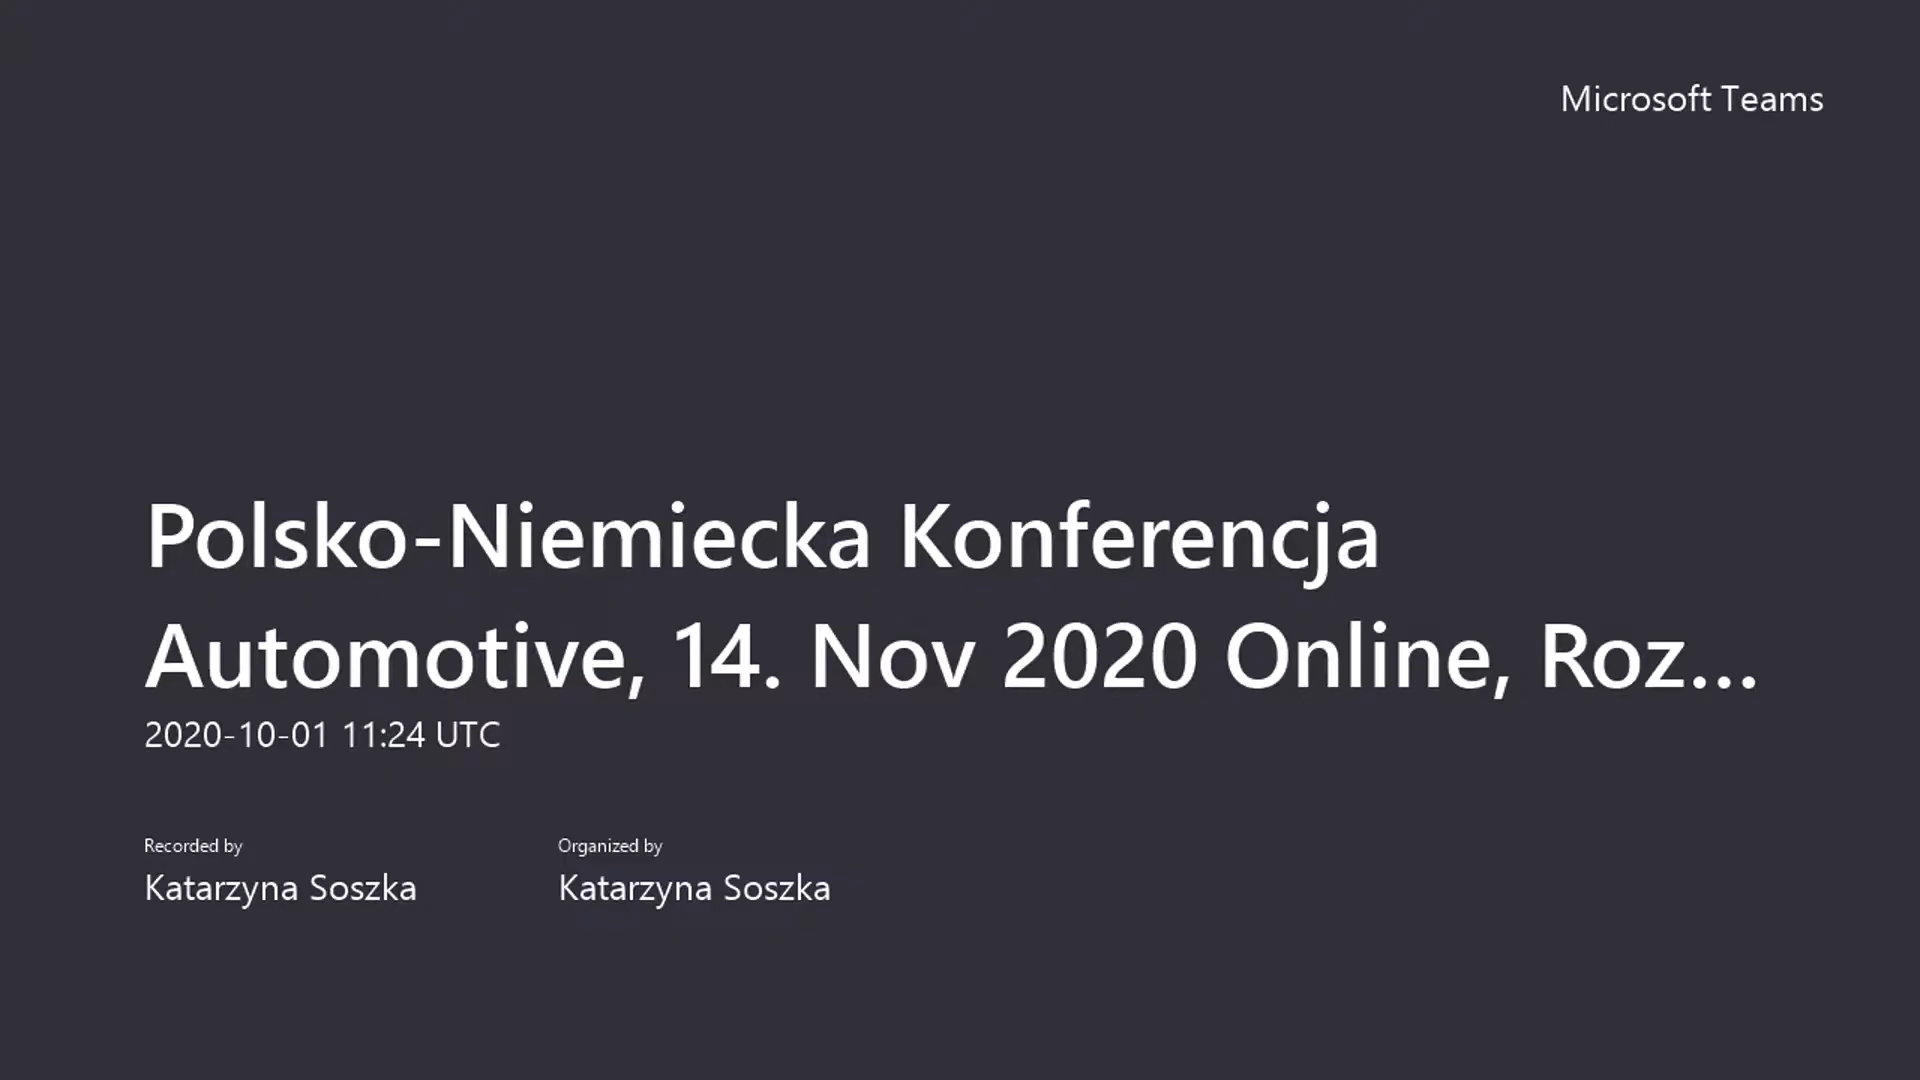 Microsoft Teams
Polsko-Niemiecka Konferencja
Automotive, 14. Nov 2020 Online, Roz...
2020-10-01 11:24 UTC
Recorded by
Katarzyna Soszka
Organized by
Katarzyna Soszka